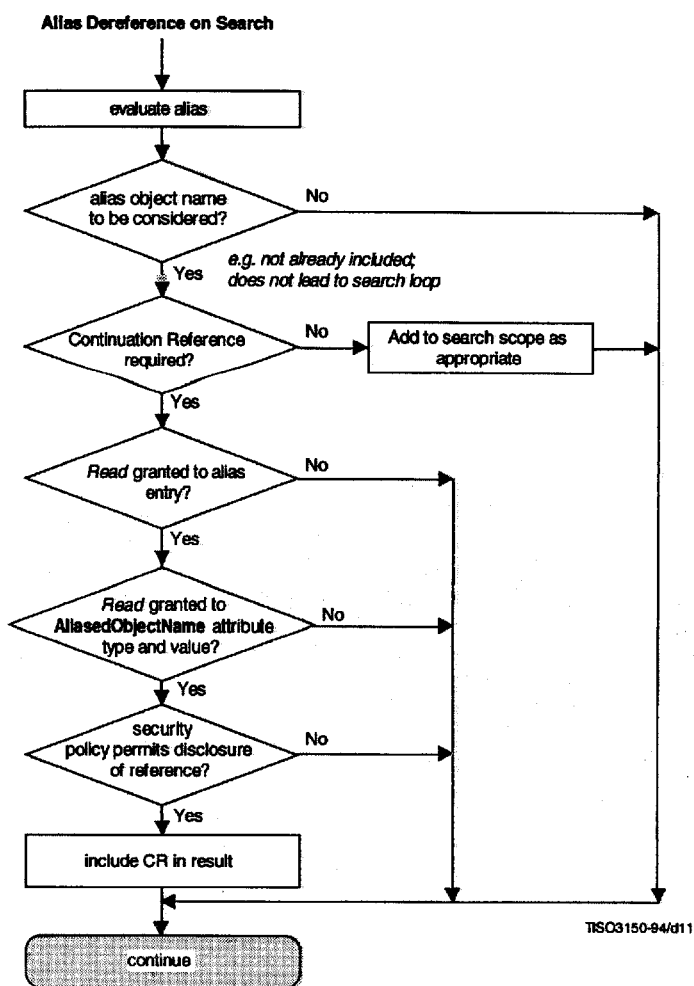 Alias Dereference on Search
evaluate alias
alias object name
to be considered?
No
Yes
e.g. not already included;
does not lead to search loop
Continuation Reference
required?
No
Add to search scope as
appropriate
Yes
Read granted to alias
entry?
No
Yes
Read granted to
AliasedObjectName attribute
type and value?
No
Yes
security
policy permits disclosure
of reference?
No
Yes
include CR in result
TISO3150-94/d11
continue